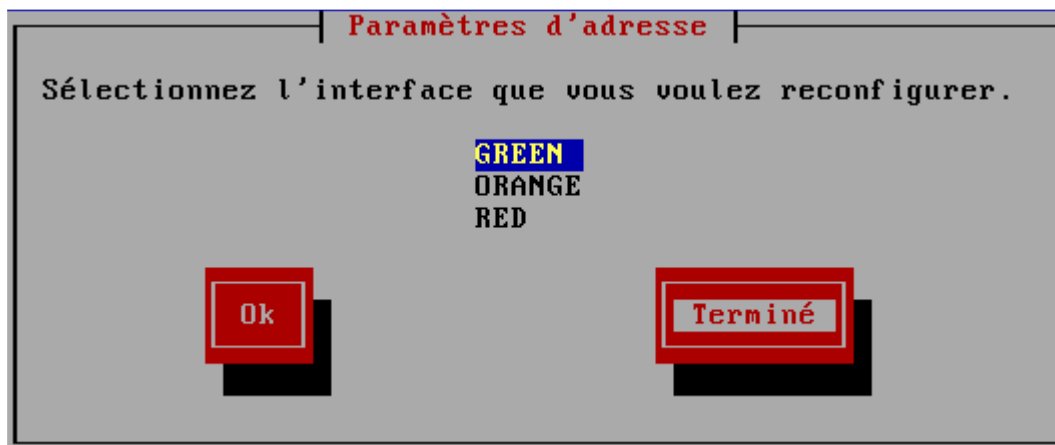 Paramètres d'adresse
Sélectionnez l'interface que vous voulez reconfigurer.
GREEN
ORANGE
RED
Ok
Terminé